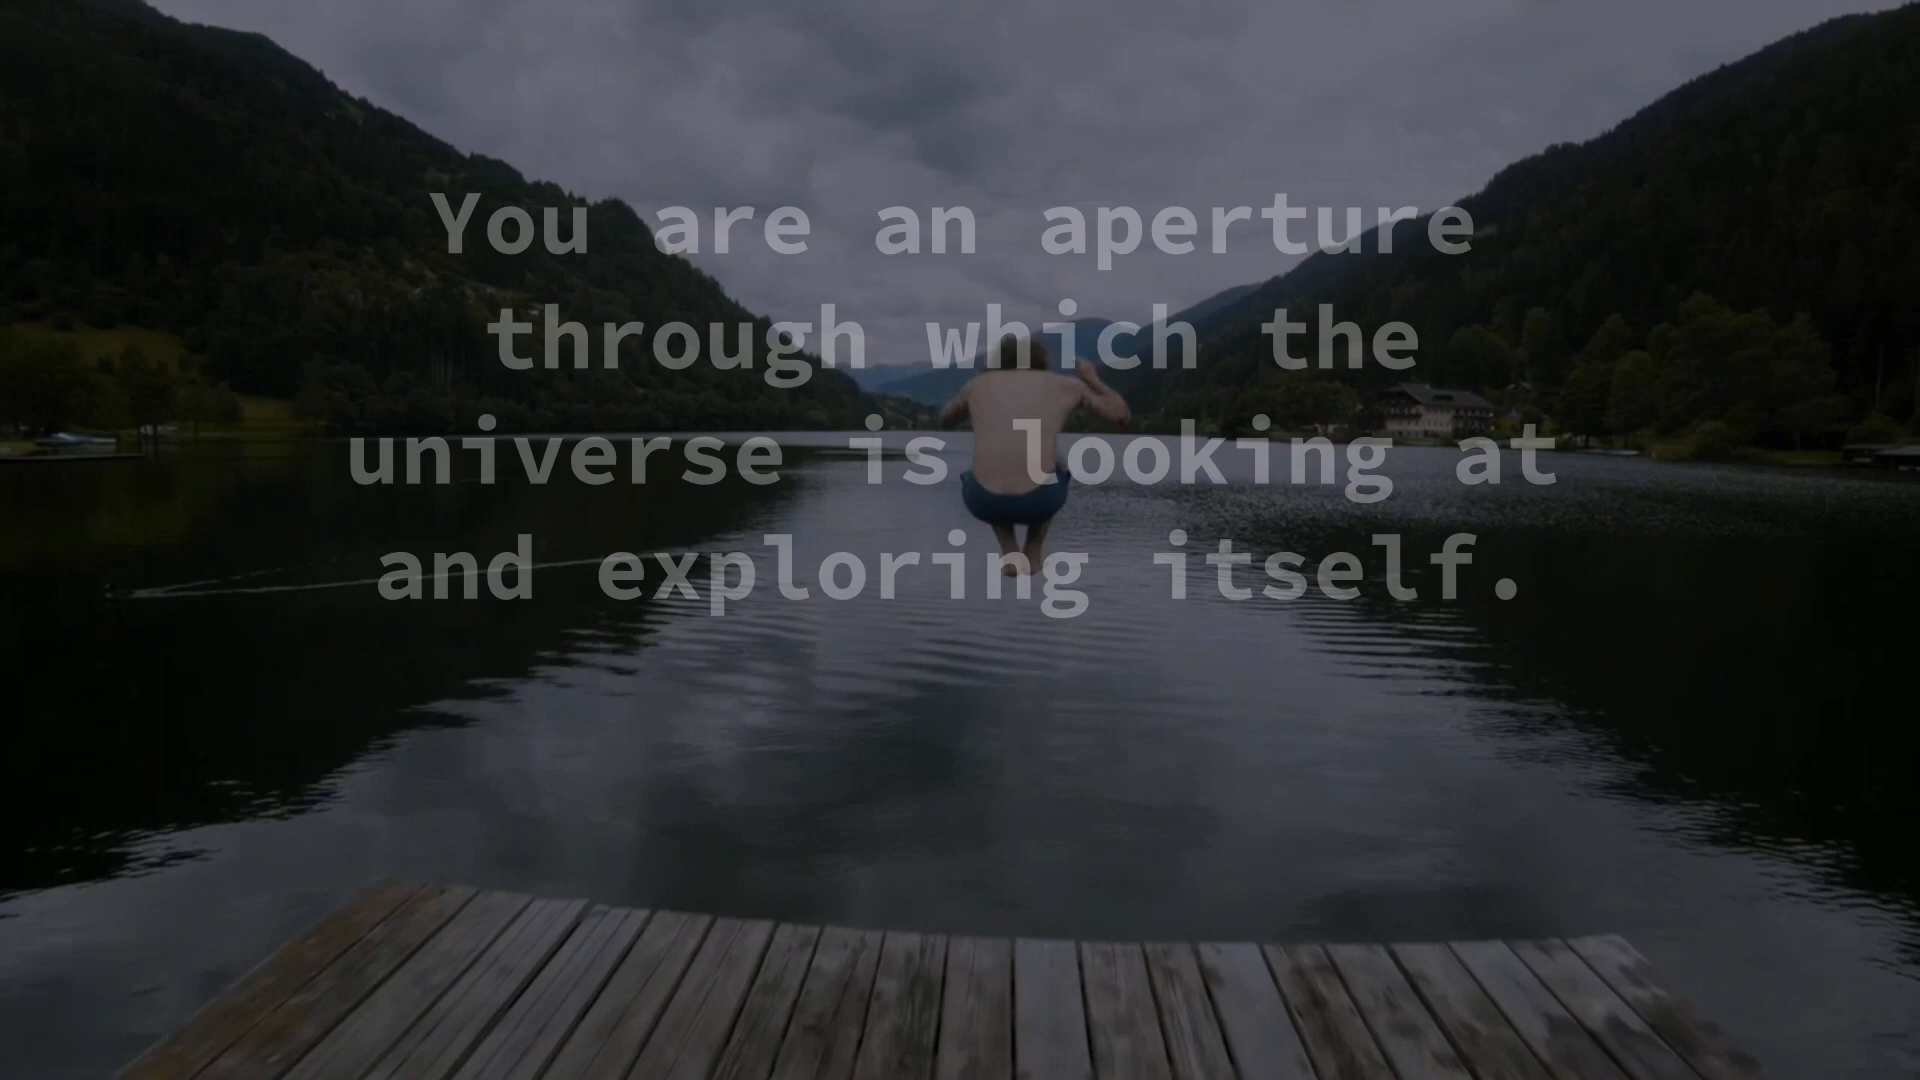 You are an aperture
through which the
universe is looking at
and exploring itself.